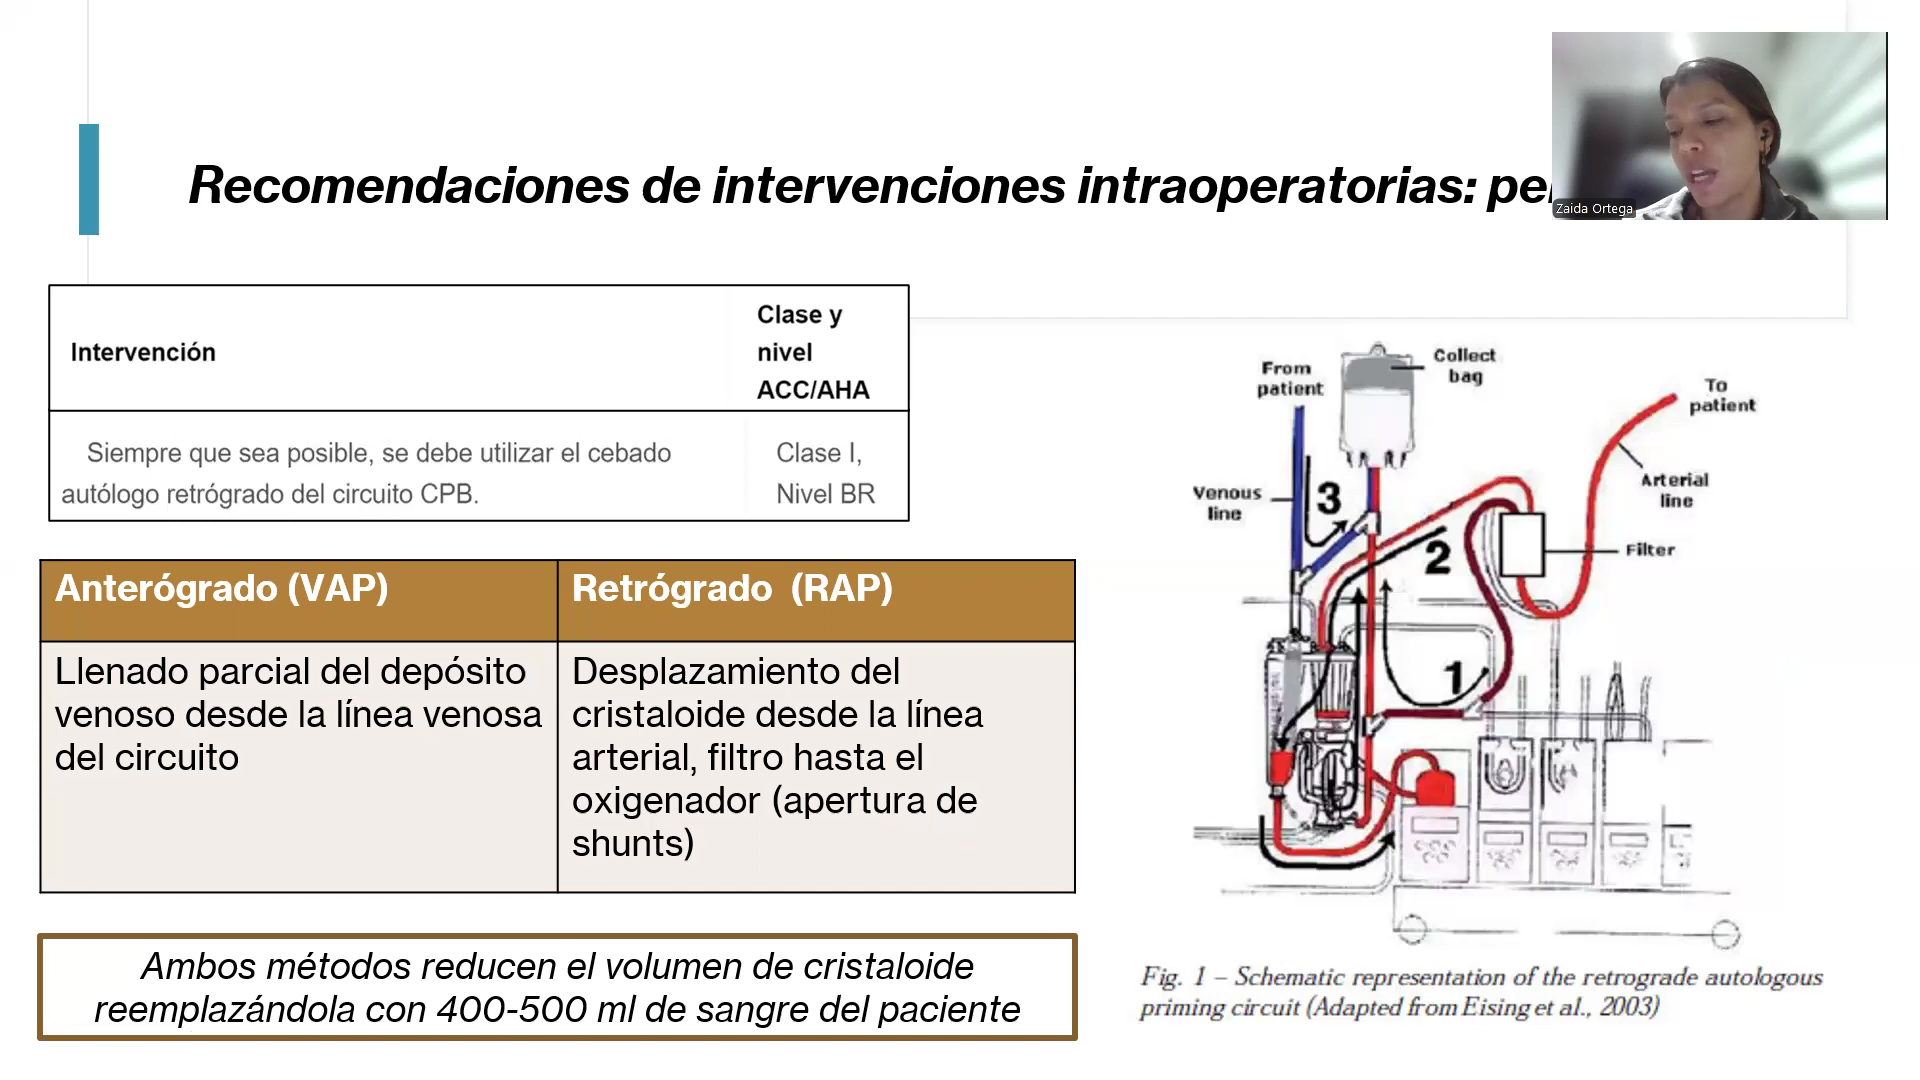 Recomendaciones de intervenciones intraoperatorias:
Zaida Ortega
Intervención
Clase y
nivel
ACC/AHA
Siempre que sea posible, se debe utilizar el cebado
autólogo retrógrado del circuito CPB.
Clase I,
Nivel BR
Anterógrado (VAP)
Retrógrado (RAP)
Llenado parcial del depósito
venoso desde la línea venosa
del circuito
Desplazamiento del
cristaloide desde la línea
arterial, filtro hasta el
oxigenador (apertura de
shunts)
Ambos métodos reducen el volumen de cristaloide
reemplazándola con 400-500 ml de sangre del paciente
From
patient
Collect
bag
To
patient
Venous
line
3
Arterial
line
2
Filter
1
Fig. 1 – Schematic representation of the retrograde autologous
priming circuit (Adapted from Eising et al., 2003)